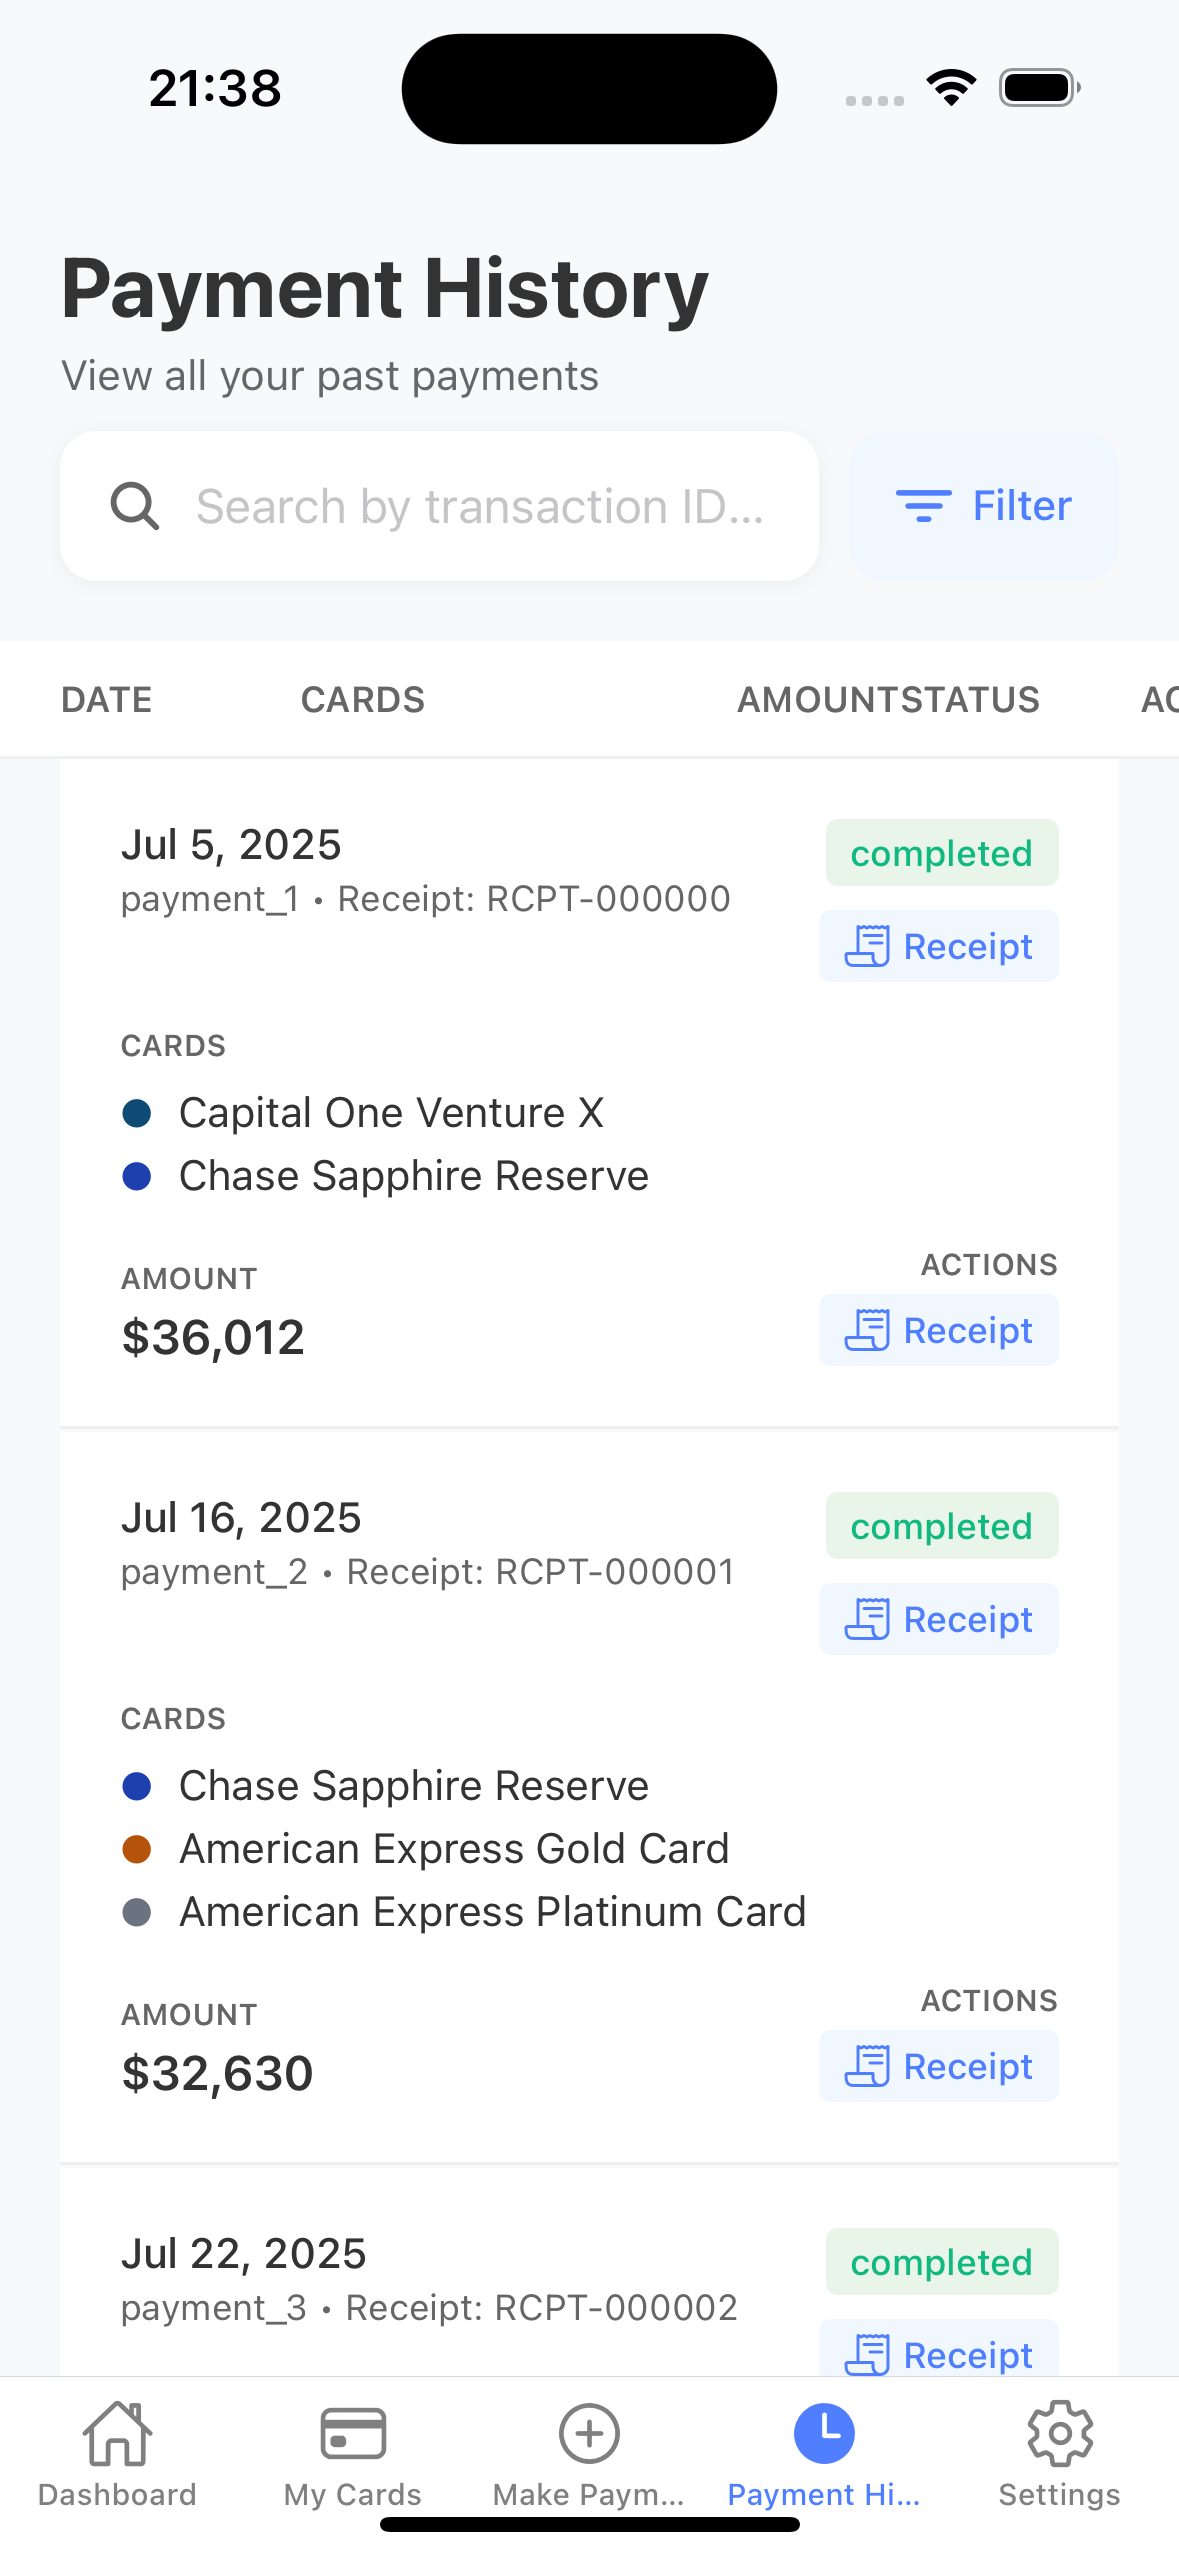 21:38
Payment History
View all your past payments
Search by transaction ID...
Filter
DATE CARDS AMOUNTSTATUS AC
Jul 5, 2025
completed
payment_1 • Receipt: RCPT-000000
Receipt
CARDS
Capital One Venture X
Chase Sapphire Reserve
ACTIONS
AMOUNT
$36,012
Receipt
Jul 16, 2025
completed
payment_2 • Receipt: RCPT-000001
Receipt
CARDS
Chase Sapphire Reserve
American Express Gold Card
American Express Platinum Card
ACTIONS
AMOUNT
$32,630
Receipt
Jul 22, 2025
completed
payment_3 • Receipt: RCPT-000002
Receipt
Dashboard My Cards Make Paym... Payment Hi... Settings